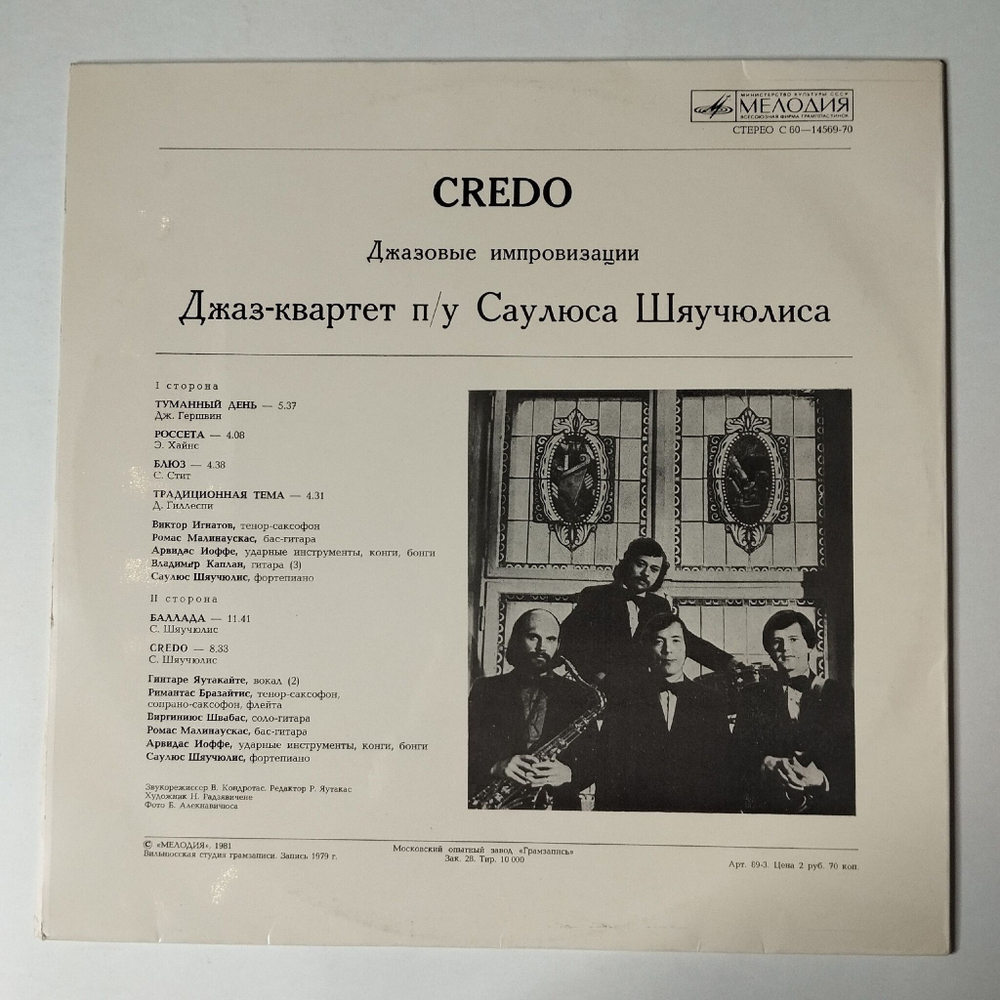 МИНИСТЕРСТВО КУЛЬТУРЫ СССР
МЕЛОДИЯ
ВСЕСОЮЗНАЯ ФИРМА ГРАМПЛАСТИНОК
СТЕРЕО С 60—14569-70
CREDO
Джазовые импровизации
Джаз-квартет п/у Саулюса Шяучюлиса
I сторона
ТУМАННЫЙ ДЕНЬ — 5.37
Дж. Гершвин
РОССЕТА — 4.08
Э. Хайнс
БЛЮЗ — 4.38
С. Стит
ТРАДИЦИОННАЯ ТЕМА — 4.31
Д. Гиллеспи
Виктор Игнатов, тенор-саксофон
Ромас Малинаускас, бас-гитара
Арвидас Иоффе, ударные инструменты, конги, бонги
Владимир Каплан, гитара (3)
Саулюс Шяучюлис, фортепиано
II сторона
БАЛЛАДА — 11.41
С. Шяучюлис
CREDO — 8.33
С. Шяучюлис
Гинтаре Яутакайте, вокал (2)
Римантас Бразайтис, тенор-саксофон,
сопрано-саксофон, флейта
Виргиниюс Швабас, соло-гитара
Ромас Малинаускас, бас-гитара
Арвидас Иоффе, ударные инструменты, конги, бонги
Саулюс Шяучюлис, фортепиано
Звукорежиссер В. Кондротас. Редактор Р. Яутакас
Художник Н. Радзявичене
Фото Б. Алекнавичюса
© «МЕЛОДИЯ», 1981
Вильнюсская студия грамзаписи. Запись 1979 г.
Московский опытный завод «Грамзапись»
Зак. 28. Тир. 10 000
Арт. 89-3. Цена 2 руб. 70 коп.